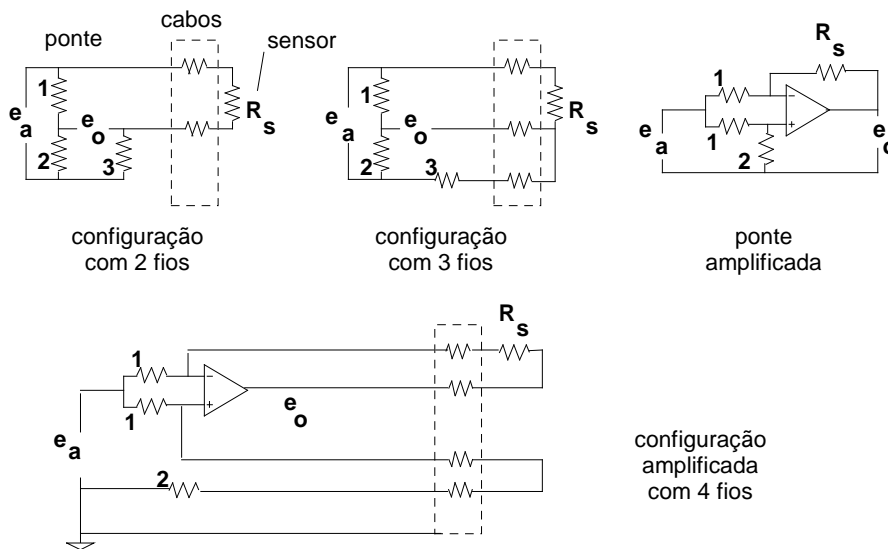 cabos
ponte
sensor
1
e
a
2
e
o
3
R
s
configuração
com 2 fios
1
e
a
2
e
o
3
R
s
configuração
com 3 fios
R
s
1
1
2
e
a
e
o
−
+
ponte
amplificada
R
s
1
1
−
+
e
o
e
a
2
configuração
amplificada
com 4 fios